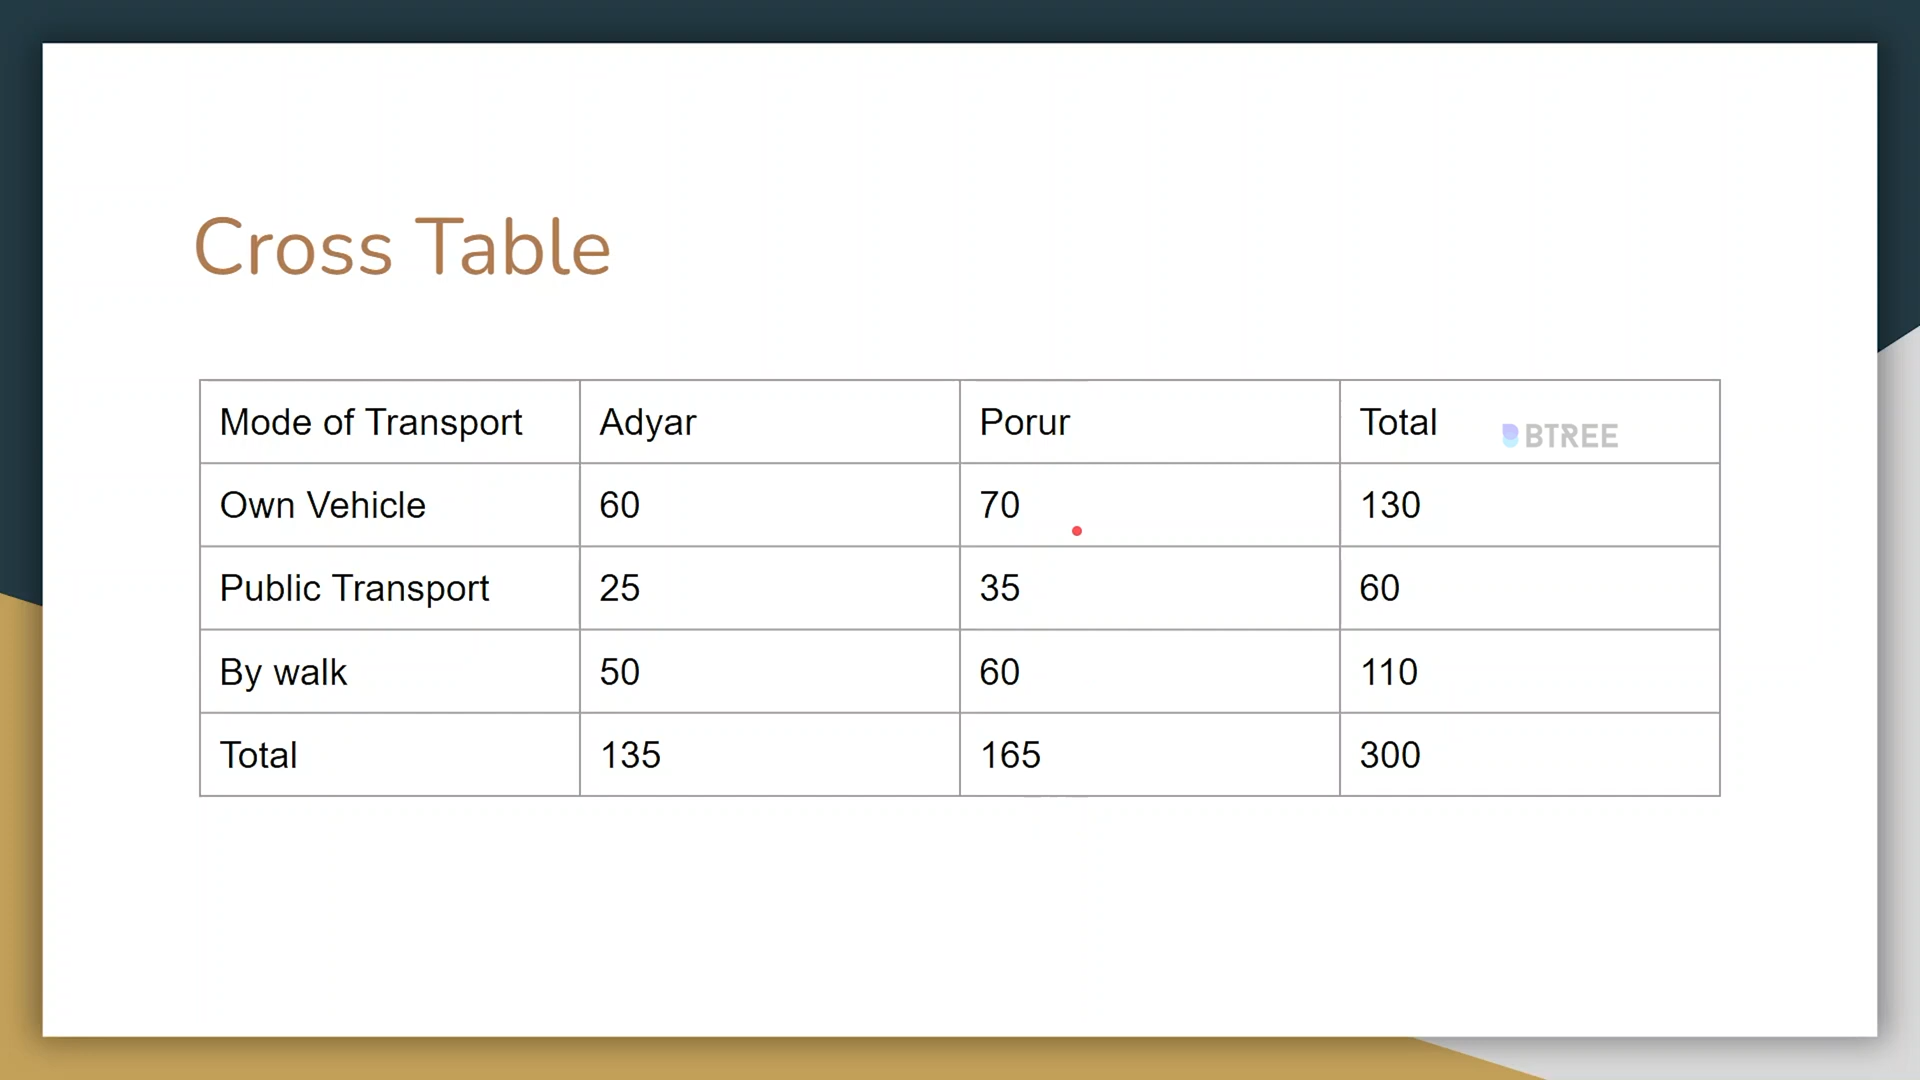 Cross Table
Mode of Transport Adyar Porur Total
BTREE
Own Vehicle 60 70 130
Public Transport 25 35 60
By walk 50 60 110
Total 135 165 300